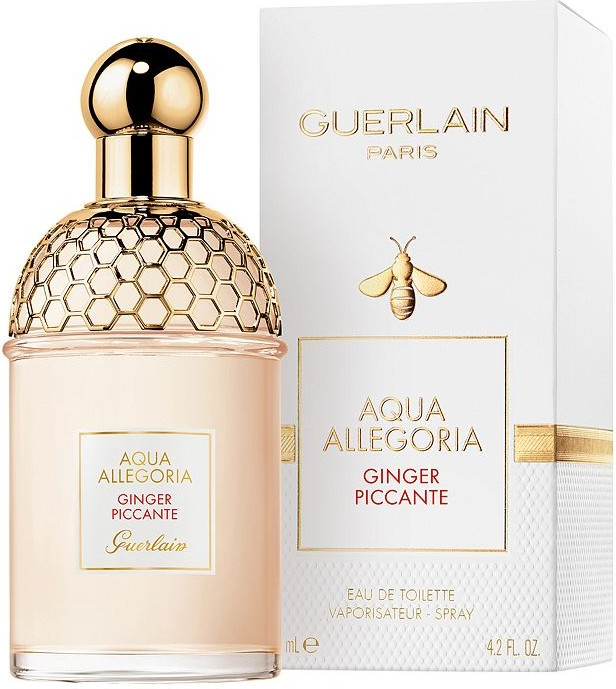 AQUA
ALLEGORIA
GINGER
PICCANTE
Guerlain
GUERLAIN
PARIS
AQUA
ALLEGORIA
GINGER
PICCANTE
EAU DE TOILETTE
VAPORISATEUR - SPRAY
mL ℮ 4.2 FL. OZ.